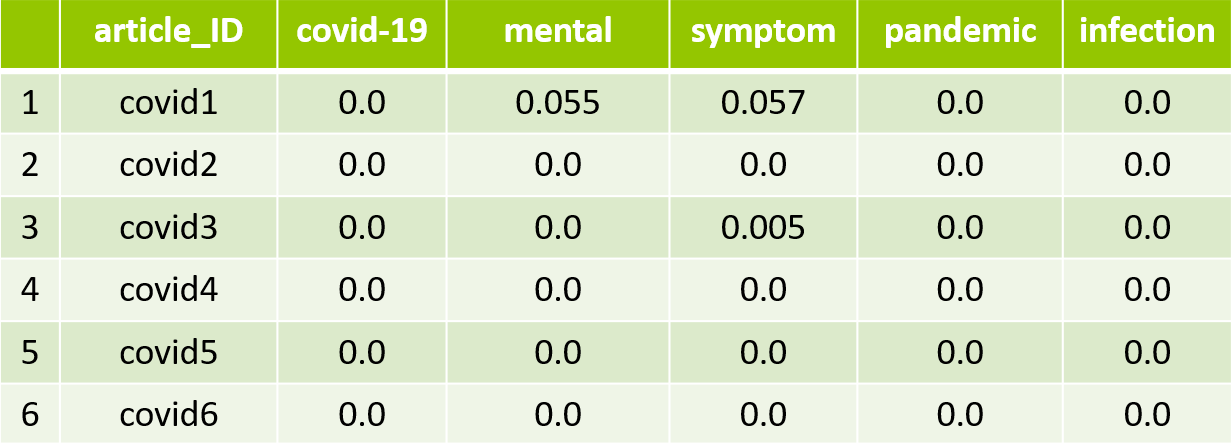 article_ID covid-19 mental symptom pandemic infection
1 covid1 0.0 0.055 0.057 0.0 0.0
2 covid2 0.0 0.0 0.0 0.0 0.0
3 covid3 0.0 0.0 0.005 0.0 0.0
4 covid4 0.0 0.0 0.0 0.0 0.0
5 covid5 0.0 0.0 0.0 0.0 0.0
6 covid6 0.0 0.0 0.0 0.0 0.0